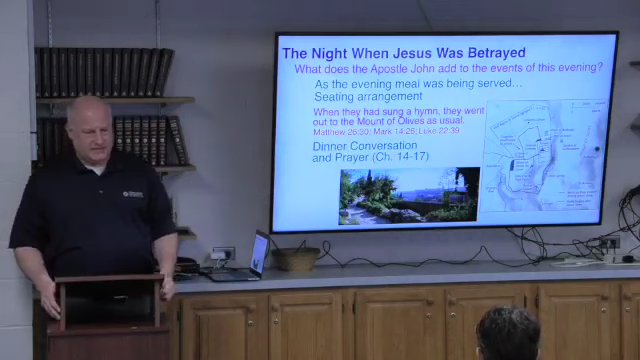 The Night When Jesus Was Betrayed
What does the Apostle John add to the events of this evening?
As the evening meal was being served...
Seating arrangement
When they had sung a hymn, they went
out to the Mount of Olives as usual.
Matthew 26:30; Mark 14:26; Luke 22:39
Dinner Conversation
and Prayer (Ch. 14-17)